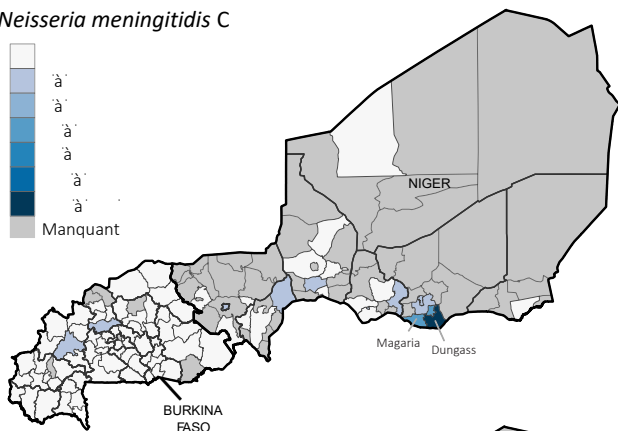 Neisseria meningitidis C
à
à
à
à
à
à
Manquant
NIGER
Magaria
Dungass
BURKINA
FASO